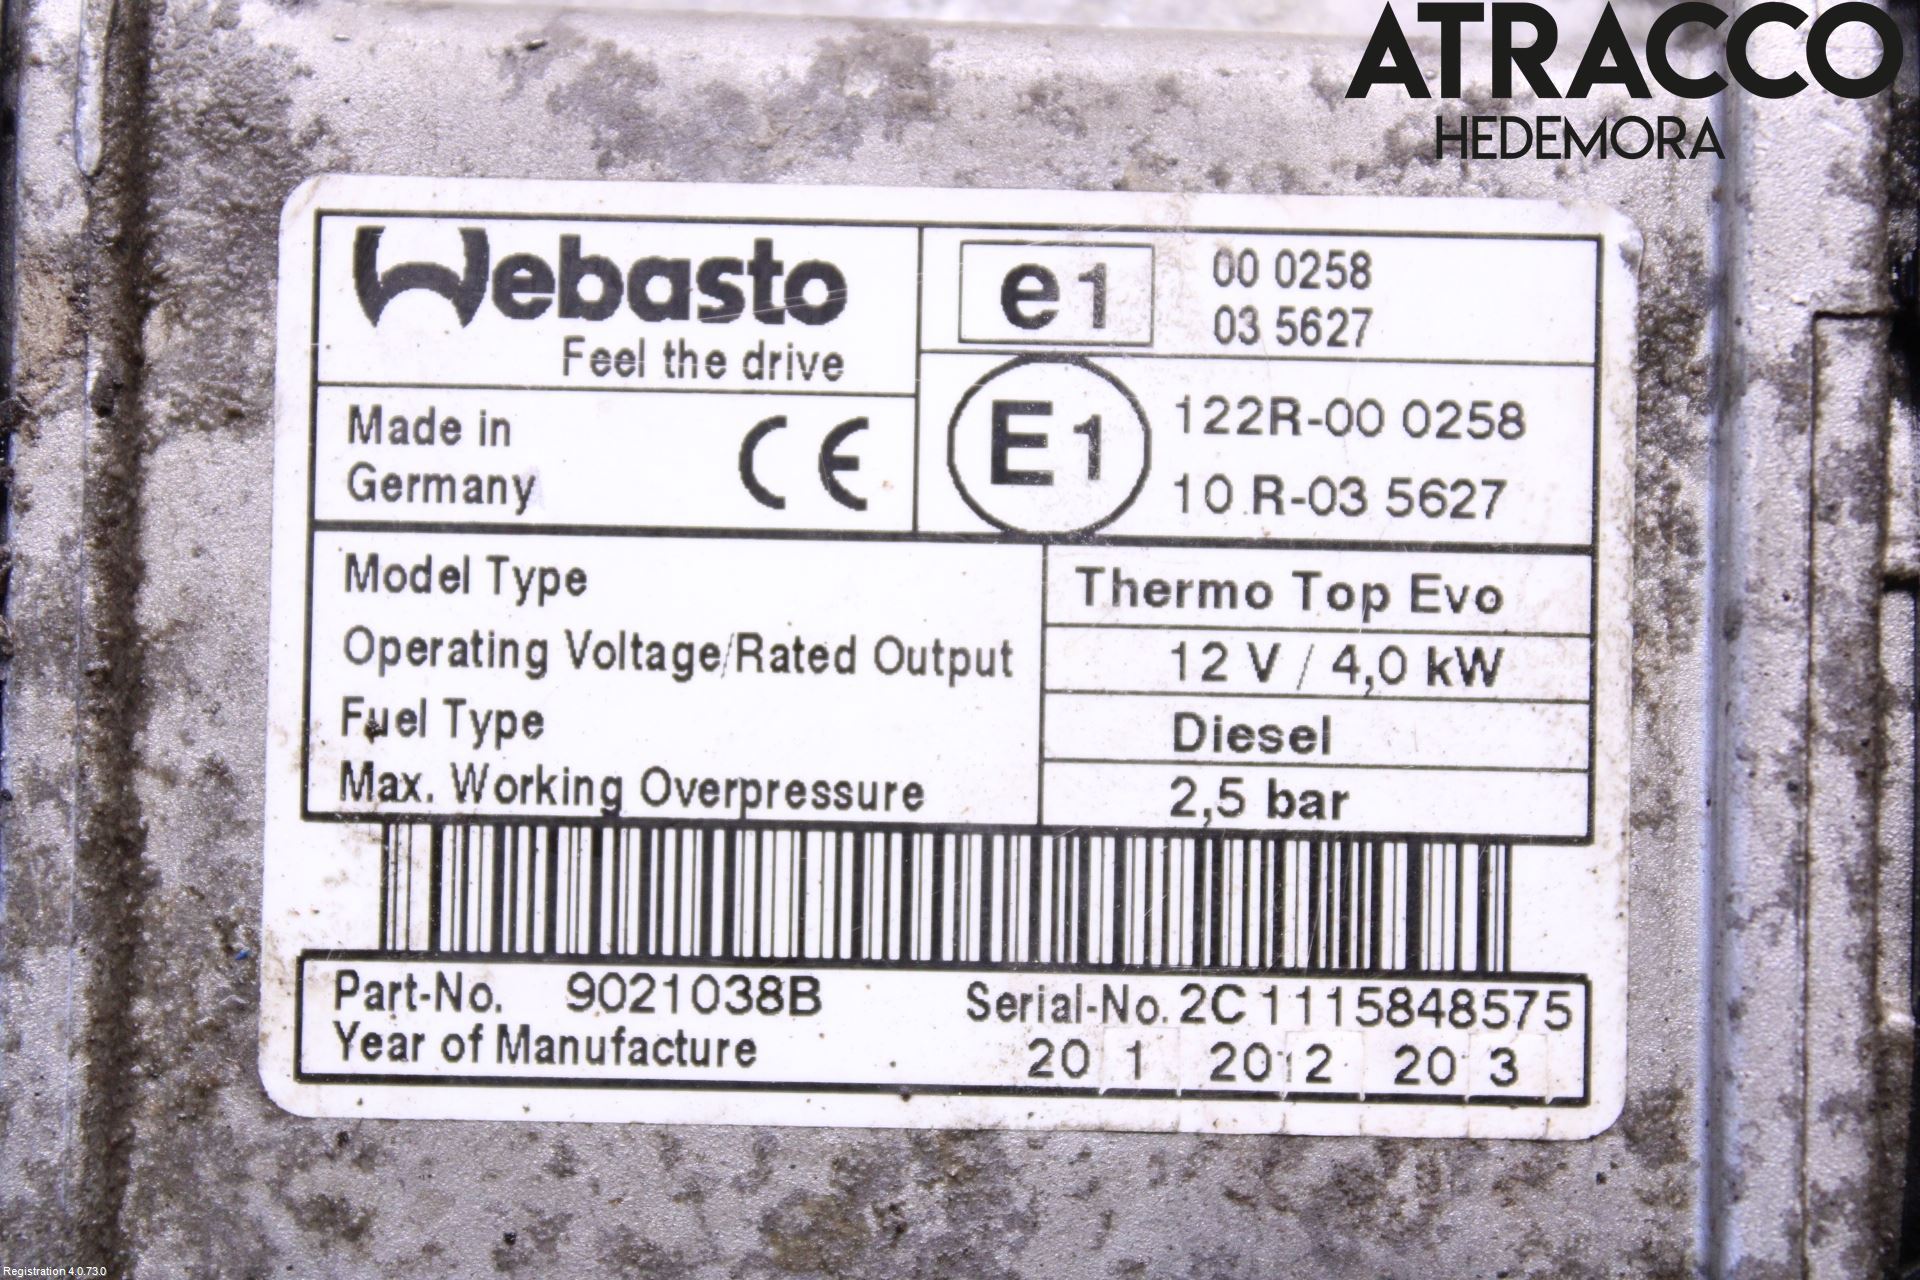 ATRACCO
HEDEMORA
Webasto
Feel the drive
e1
00 0258
03 5627
Made in
Germany
CE
E1
122R-00 0258
10 R-03 5627
Model Type
Thermo Top Evo
Operating Voltage/Rated Output
12 V / 4,0 kW
Fuel Type
Diesel
Max. Working Overpressure
2,5 bar
Part-No. 9021038B Serial-No. 2C1115848575
Year of Manufacture 20 1 2012 20 3
Registration 4.0.73.0